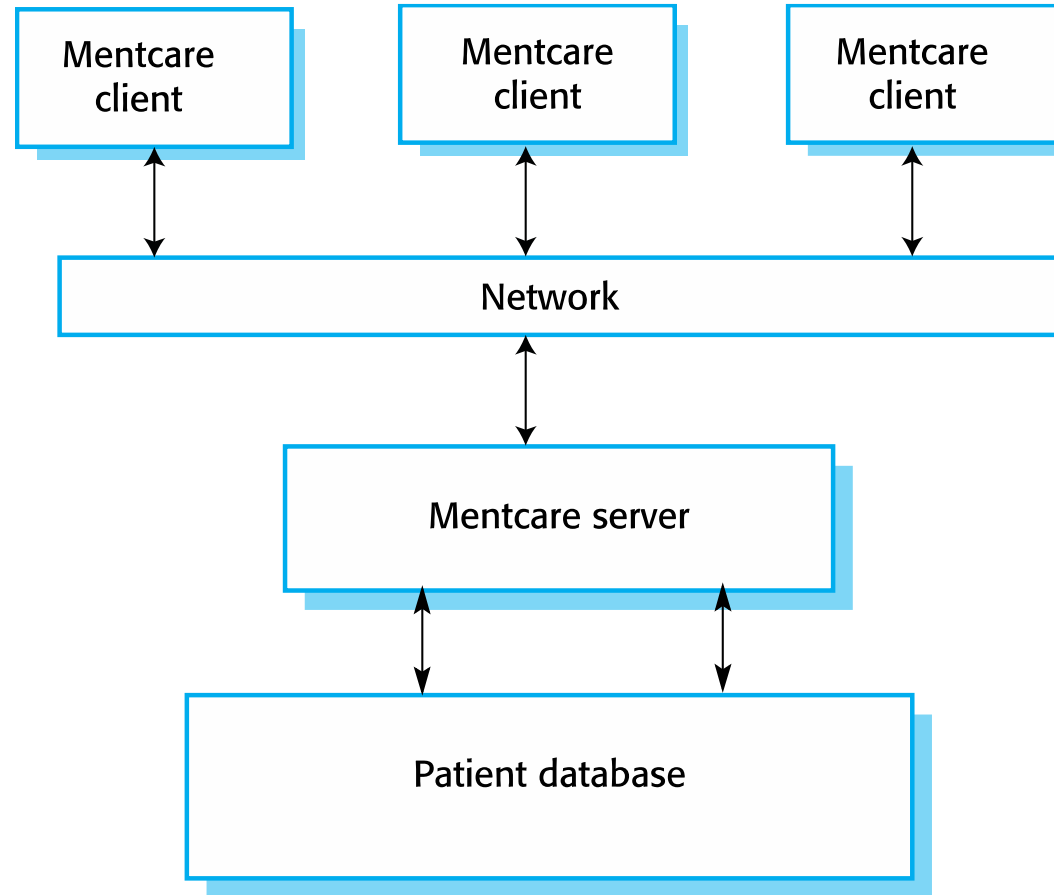 Mentcare
client
Mentcare
client
Mentcare
client
Network
Mentcare server
Patient database